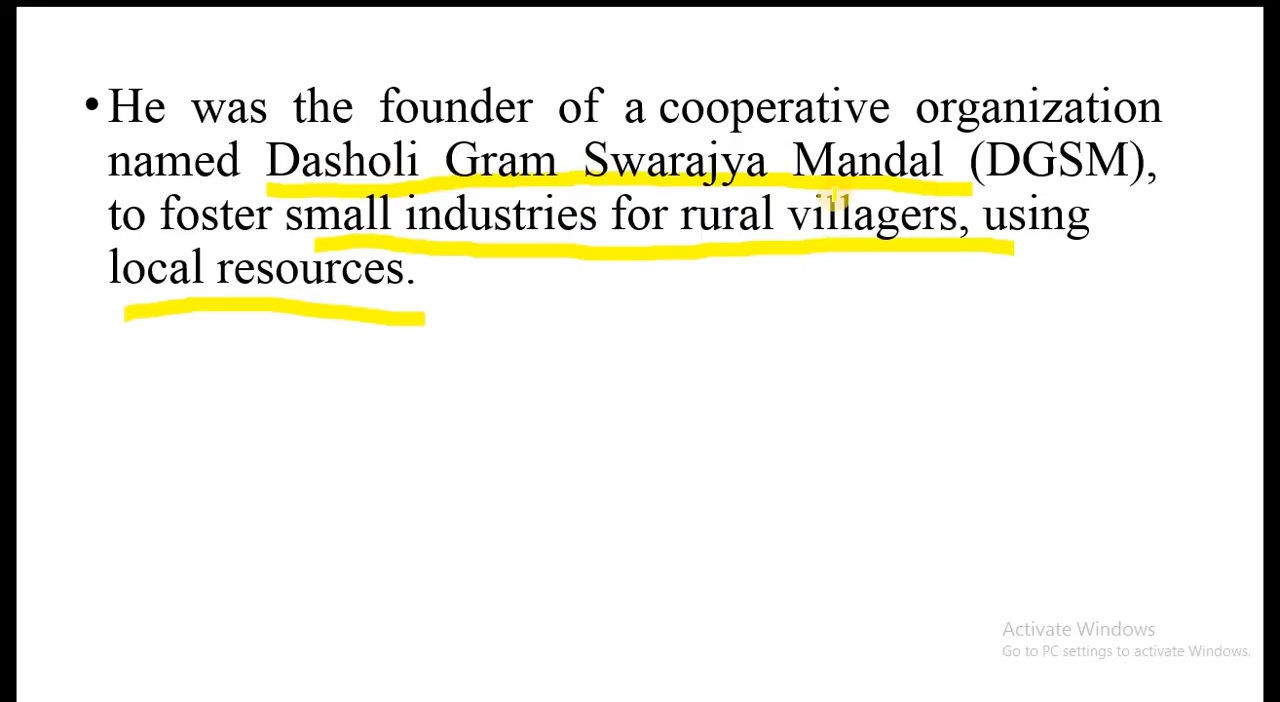 • He was the founder of a cooperative organization
named Dasholi Gram Swarajya Mandal (DGSM),
to foster small industries for rural villagers, using
local resources.
Activate Windows
Go to PC settings to activate Windows.